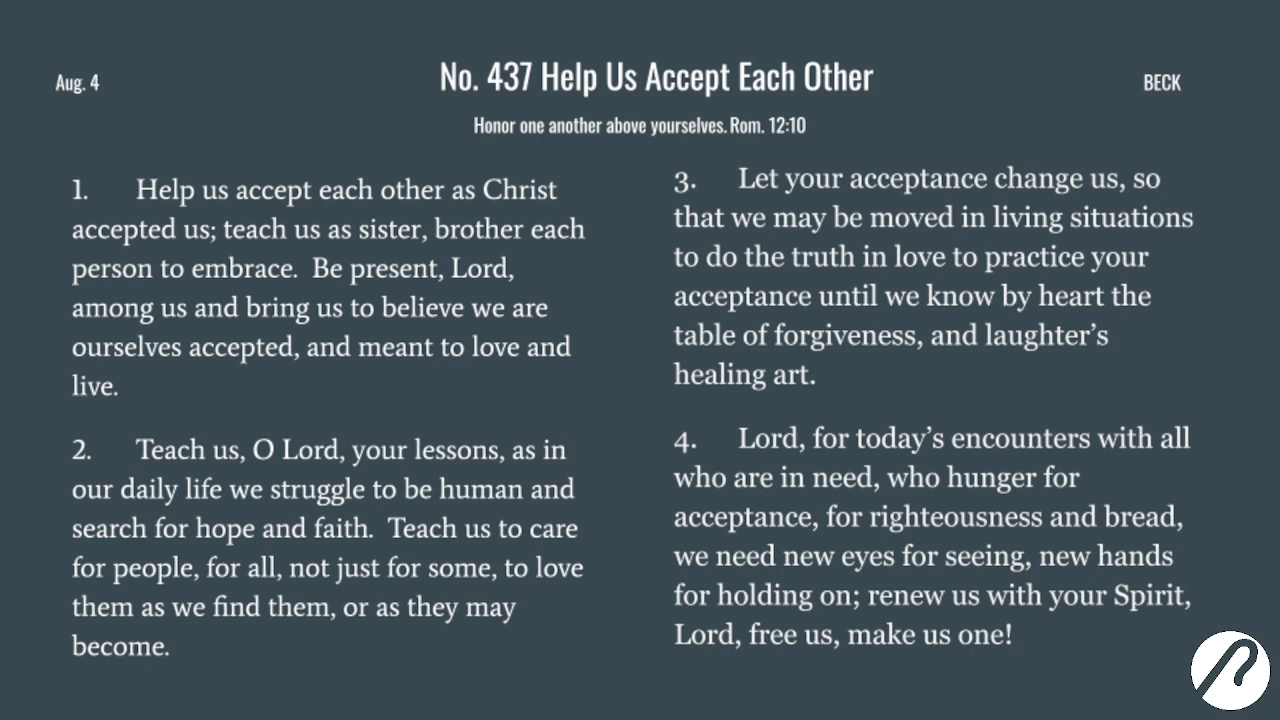 Aug. 4
No. 437 Help Us Accept Each Other
BECK
Honor one another above yourselves. Rom. 12:10
1. Help us accept each other as Christ
accepted us; teach us as sister, brother each
person to embrace. Be present, Lord,
among us and bring us to believe we are
ourselves accepted, and meant to love and
live.
2. Teach us, O Lord, your lessons, as in
our daily life we struggle to be human and
search for hope and faith. Teach us to care
for people, for all, not just for some, to love
them as we find them, or as they may
become.
3. Let your acceptance change us, so
that we may be moved in living situations
to do the truth in love to practice your
acceptance until we know by heart the
table of forgiveness, and laughter's
healing art.
4. Lord, for today's encounters with all
who are in need, who hunger for
acceptance, for righteousness and bread,
we need new eyes for seeing, new hands
for holding on; renew us with your Spirit,
Lord, free us, make us one!